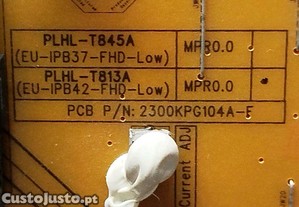 PLHL-T845A
(EU-IPB37-FHD-Low)
MPR0.0
PLHL-T813A
(EU-IPB42-FHD-Low)
MPR0.0
PCB P/N: 2300KPG104A-F
Current ADJ
CustoJusto.pt